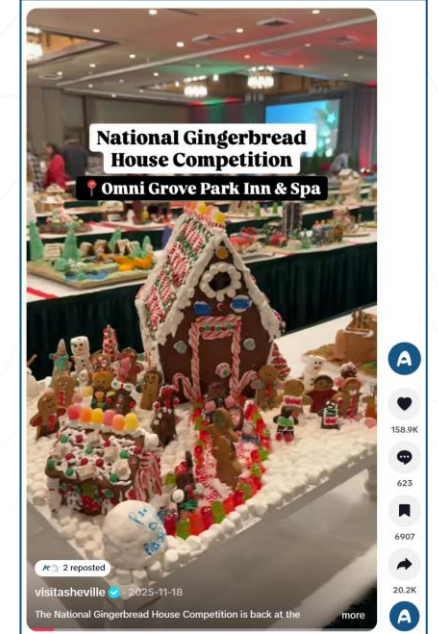 National Gingerbread
House Competition
📍Omni Grove Park Inn & Spa
158.9K
623
6907
20.2K
2 reposted
visitasheville · 2025-11-18
The National Gingerbread House Competition is back at the more